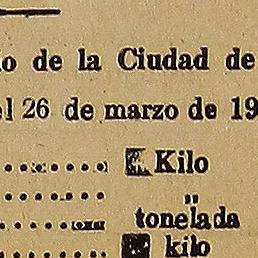 o de la Ciudad de
el 26 de marzo de 19
Kilo
"
tonelada
kilo